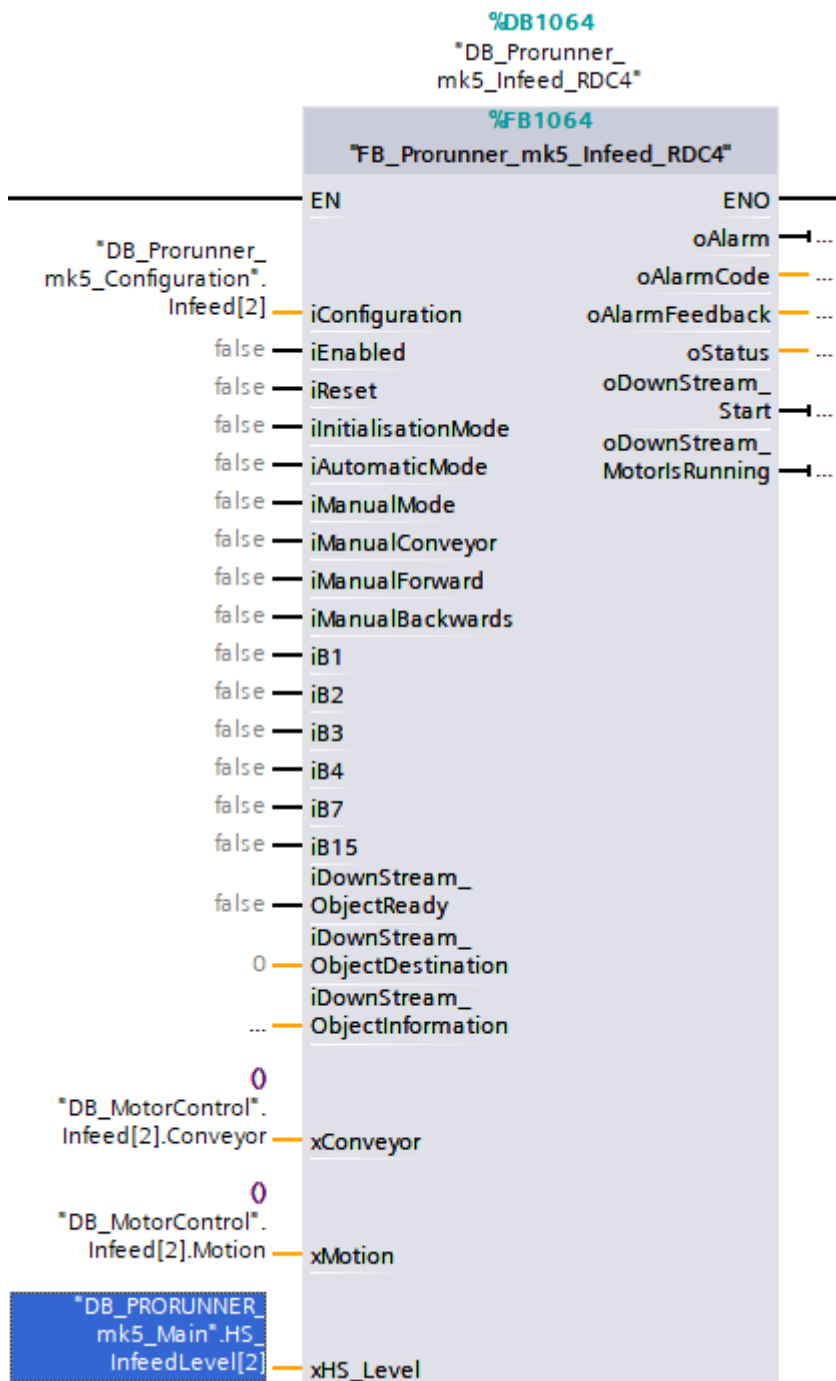 %DB1064
"DB_Prorunner_
mk5_Infeed_RDC4"
%FB1064
"FB_Prorunner_mk5_Infeed_RDC4"
EN
ENO
oAlarm
...
"DB_Prorunner_
mk5_Configuration".
Infeed[2]
iConfiguration
oAlarmCode
...
oAlarmFeedback
...
false
iEnabled
oStatus
...
false
iReset
oDownStream_
Start
...
false
iInitialisationMode
oDownStream_
MotorIsRunning
...
false
iAutomaticMode
false
iManualMode
false
iManualConveyor
false
iManualForward
false
iManualBackwards
false
iB1
false
iB2
false
iB3
false
iB4
false
iB7
false
iB15
false
iDownStream_
ObjectReady
0
iDownStream_
ObjectDestination
...
iDownStream_
ObjectInformation
()
"DB_MotorControl".
Infeed[2].Conveyor
xConveyor
()
"DB_MotorControl".
Infeed[2].Motion
xMotion
"DB_PRORUNNER_
mk5_Main".HS_
InfeedLevel[2]
xHS_Level